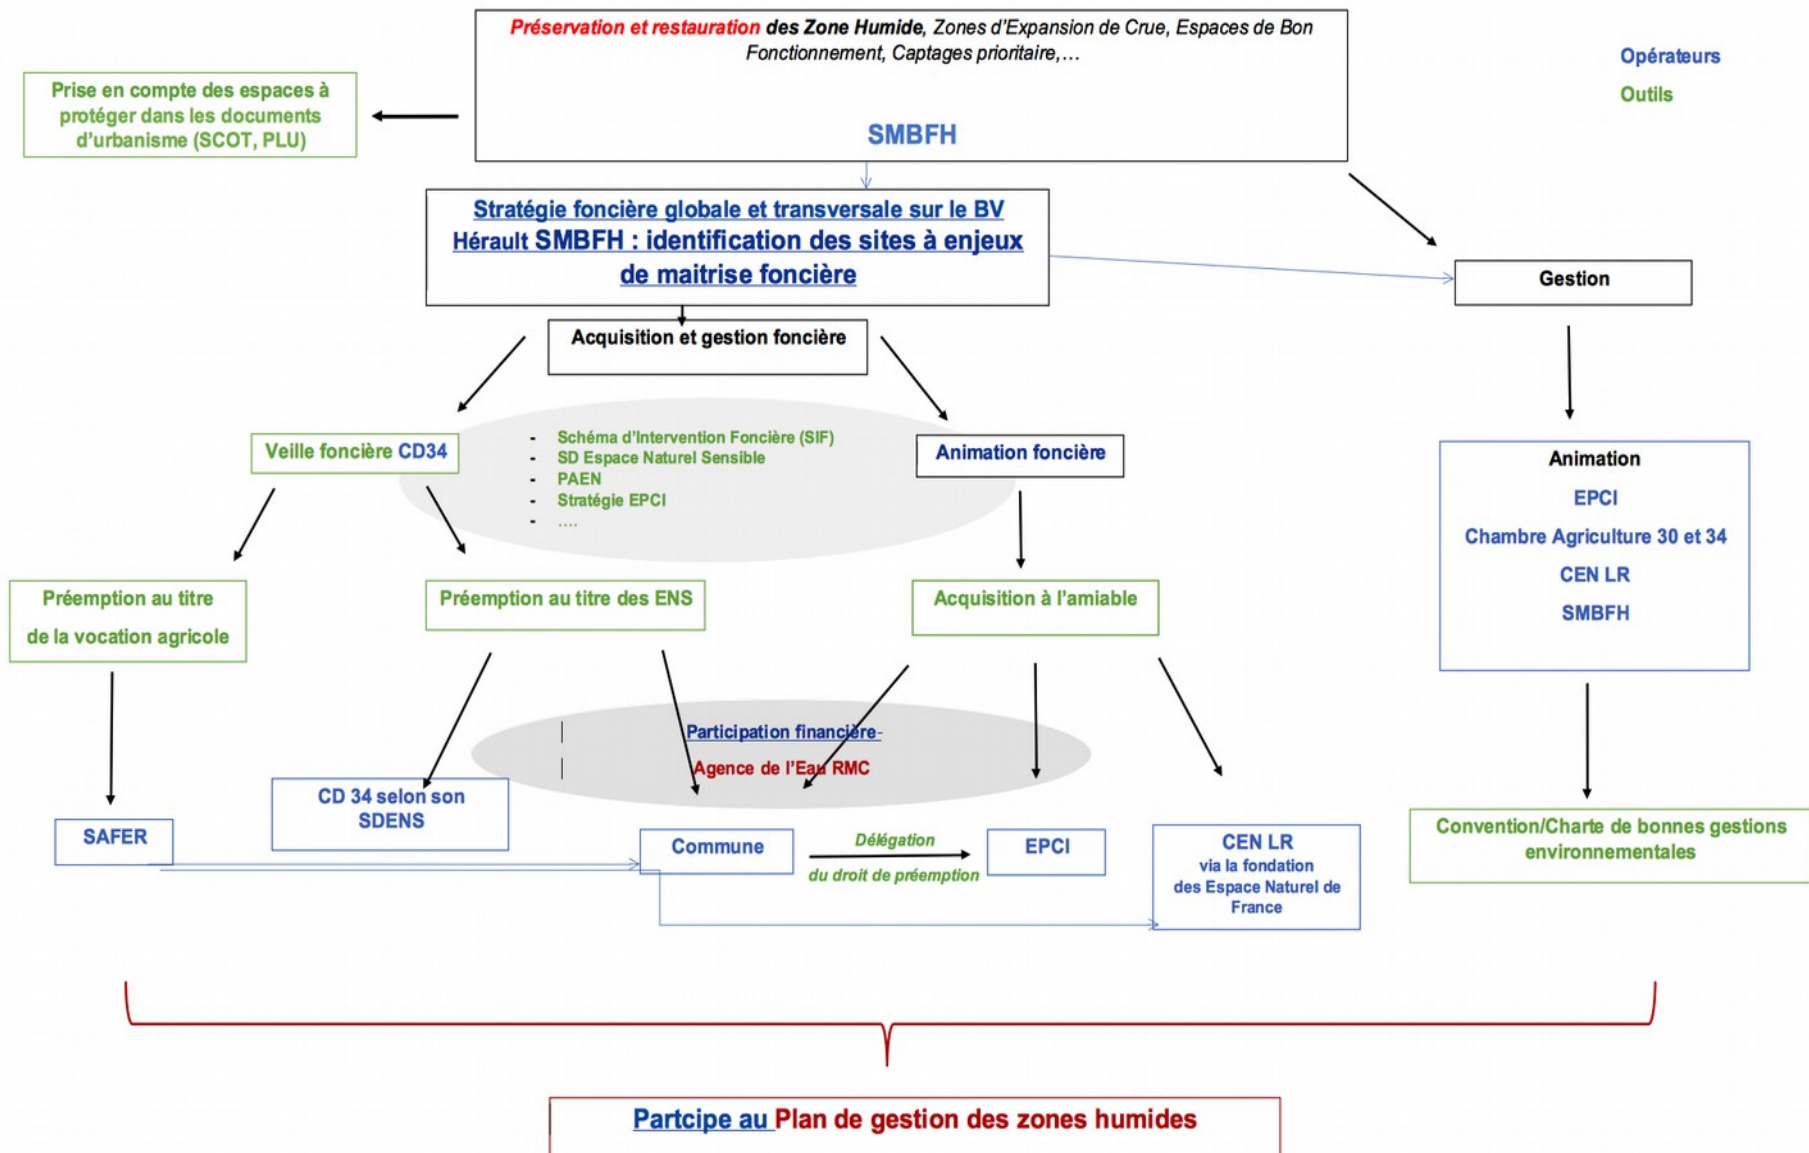 Préservation et restauration des Zone Humide, Zones d'Expansion de Crue, Espaces de Bon
Fonctionnement, Captages prioritaire,…
SMBFH
Opérateurs
Outils
Prise en compte des espaces à
protéger dans les documents
d'urbanisme (SCOT, PLU)
Stratégie foncière globale et transversale sur le BV
Hérault SMBFH : identification des sites à enjeux
de maitrise foncière
Gestion
Acquisition et gestion foncière
Veille foncière CD34
- Schéma d'Intervention Foncière (SIF)
- SD Espace Naturel Sensible
- PAEN
- Stratégie EPCI
- ….
Animation foncière
Animation
EPCI
Chambre Agriculture 30 et 34
CEN LR
SMBFH
Préemption au titre
de la vocation agricole
Préemption au titre des ENS
Acquisition à l'amiable
Participation financière-
Agence de l'Eau RMC
SAFER
CD 34 selon son
SDENS
Commune
Délégation
du droit de préemption
EPCI
CEN LR
via la fondation
des Espace Naturel de
France
Convention/Charte de bonnes gestions
environnementales
Partcipe au Plan de gestion des zones humides